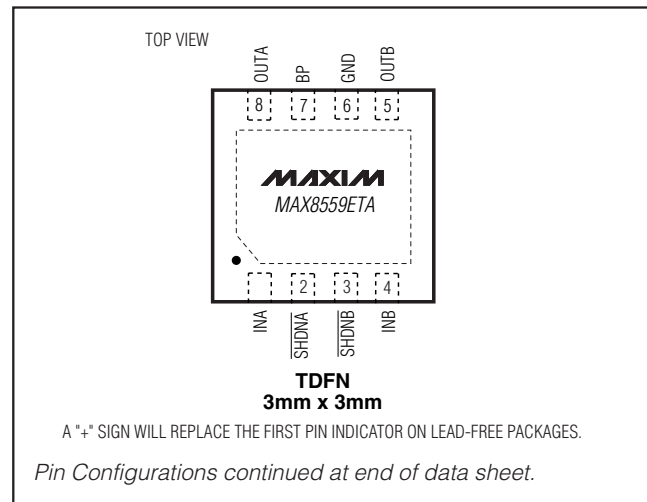 TOP VIEW
OUTA
BP
GND
OUTB
8
7
6
5
MAXIM
MAX8559ETA
2
3
4
INA
SHDNA
SHDNB
INB
TDFN
3mm x 3mm
A "+" SIGN WILL REPLACE THE FIRST PIN INDICATOR ON LEAD-FREE PACKAGES.
Pin Configurations continued at end of data sheet.